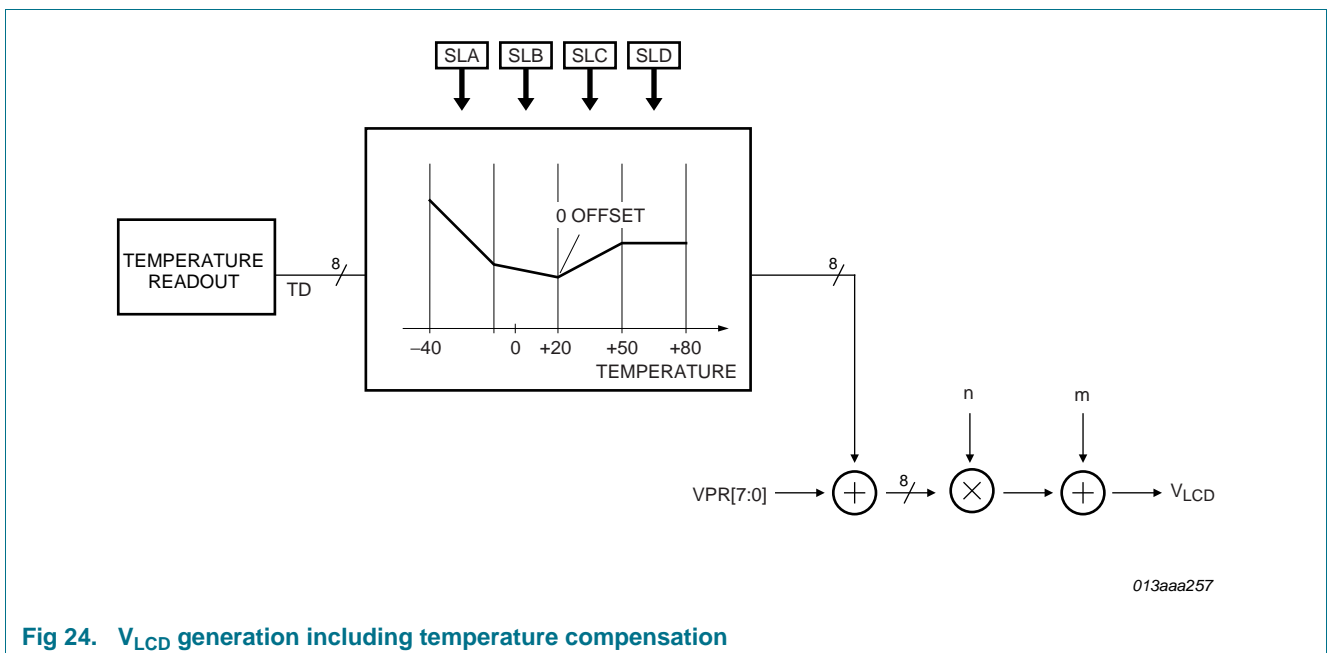 SLA SLB SLC SLD
0 OFFSET
TEMPERATURE
READOUT
8
TD
8
−40 0 +20 +50 +80
TEMPERATURE
n m
VPR[7:0] + 8 × + VLCD
013aaa257
Fig 24. VLCD generation including temperature compensation